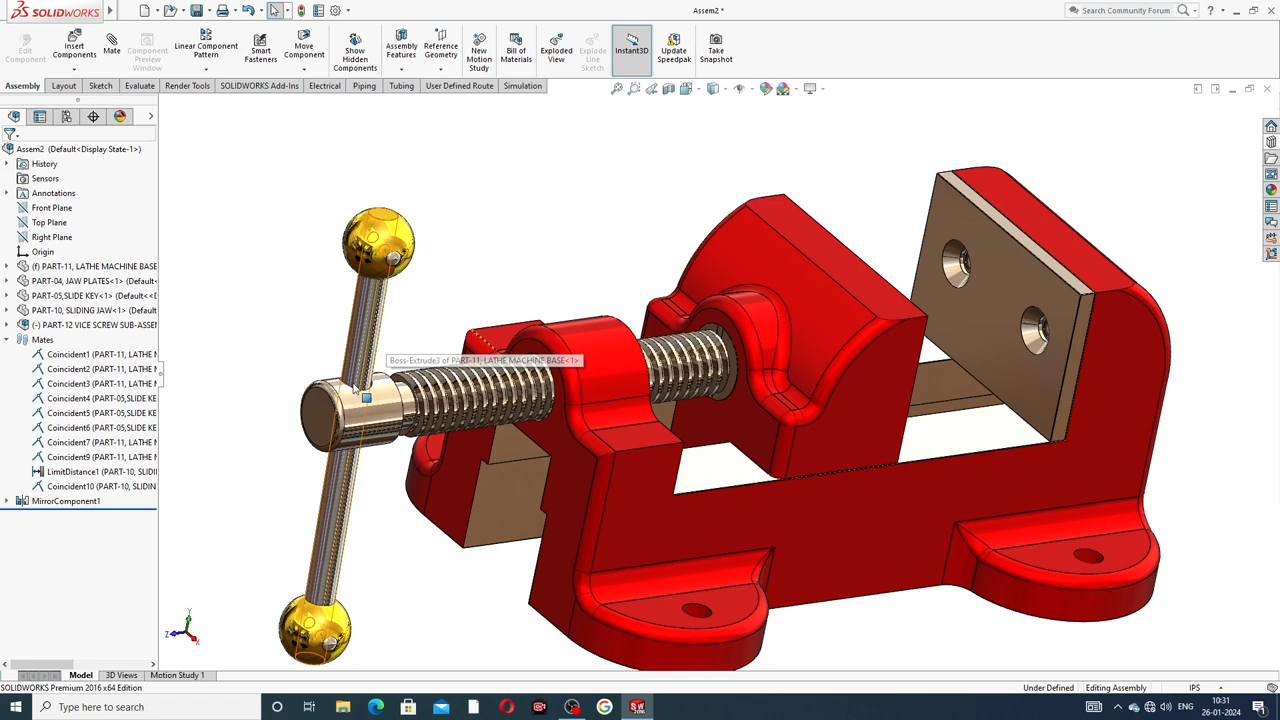 SOLIDWORKS
Assem2 *
Search Community Forum
Edit Component
Insert Components
Mate
Component Preview Window
Linear Component Pattern
Smart Fasteners
Move Component
Show Hidden Components
Assembly Features
Reference Geometry
New Motion Study
Bill of Materials
Exploded View
Explode Line Sketch
Instant3D
Update Speedpak
Take Snapshot
Assembly Layout Sketch Evaluate Render Tools SOLIDWORKS Add-Ins Electrical Piping Tubing User Defined Route Simulation
Assem2 (Default<Display State-1>)
History
Sensors
Annotations
Front Plane
Top Plane
Right Plane
Origin
(f) PART-11, LATHE MACHINE BASE
PART-04, JAW PLATES<1> (Default
PART-05,SLIDE KEY<1> (Default<<D
PART-10, SLIDING JAW<1> (Default
(-) PART-12 VICE SCREW SUB-ASSEM
Mates
Coincident1 (PART-11, LATHE M
Coincident2 (PART-11, LATHE M
Coincident3 (PART-11, LATHE M
Coincident4 (PART-05,SLIDE KE
Coincident5 (PART-05,SLIDE KE
Coincident6 (PART-05,SLIDE KE
Coincident7 (PART-11, LATHE M
Coincident9 (PART-11, LATHE M
LimitDistance1 (PART-10, SLIDI
Coincident10 (PART-10, SLIDIN
MirrorComponent1
Boss-Extrude3 of PART-11, LATHE MACHINE BASE<1>
Y
Z
X
Model 3D Views Motion Study 1
SOLIDWORKS Premium 2016 x64 Edition
Under Defined Editing Assembly IPS
Type here to search
ENG
10:31
26-01-2024